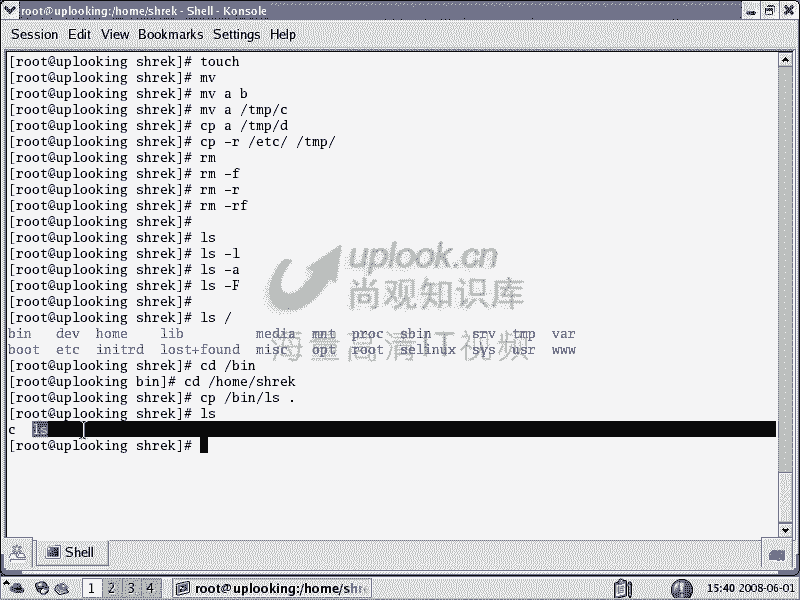 root@uplooking:/home/shrek - Shell - Konsole
Session Edit View Bookmarks Settings Help
[root@uplooking shrek]# touch
[root@uplooking shrek]# mv
[root@uplooking shrek]# mv a b
[root@uplooking shrek]# mv a /tmp/c
[root@uplooking shrek]# cp a /tmp/d
[root@uplooking shrek]# cp -r /etc/ /tmp/
[root@uplooking shrek]# rm
[root@uplooking shrek]# rm -f
[root@uplooking shrek]# rm -r
[root@uplooking shrek]# rm -rf
[root@uplooking shrek]#
[root@uplooking shrek]# ls
[root@uplooking shrek]# ls -l
[root@uplooking shrek]# ls -a
[root@uplooking shrek]# ls -F
[root@uplooking shrek]#
[root@uplooking shrek]# ls /
bin dev home lib media mnt proc sbin srv tmp var
boot etc initrd lost+found misc opt root selinux sys usr www
[root@uplooking shrek]# cd /bin
[root@uplooking bin]# cd /home/shrek
[root@uplooking shrek]# cp /bin/ls .
[root@uplooking shrek]# ls
c ls
[root@uplooking shrek]#
uplook.cn
尚观知识库
海量高清IT视频
Shell
1 2 3 4
root@uplooking:/home/shr
15:40 2008-06-01